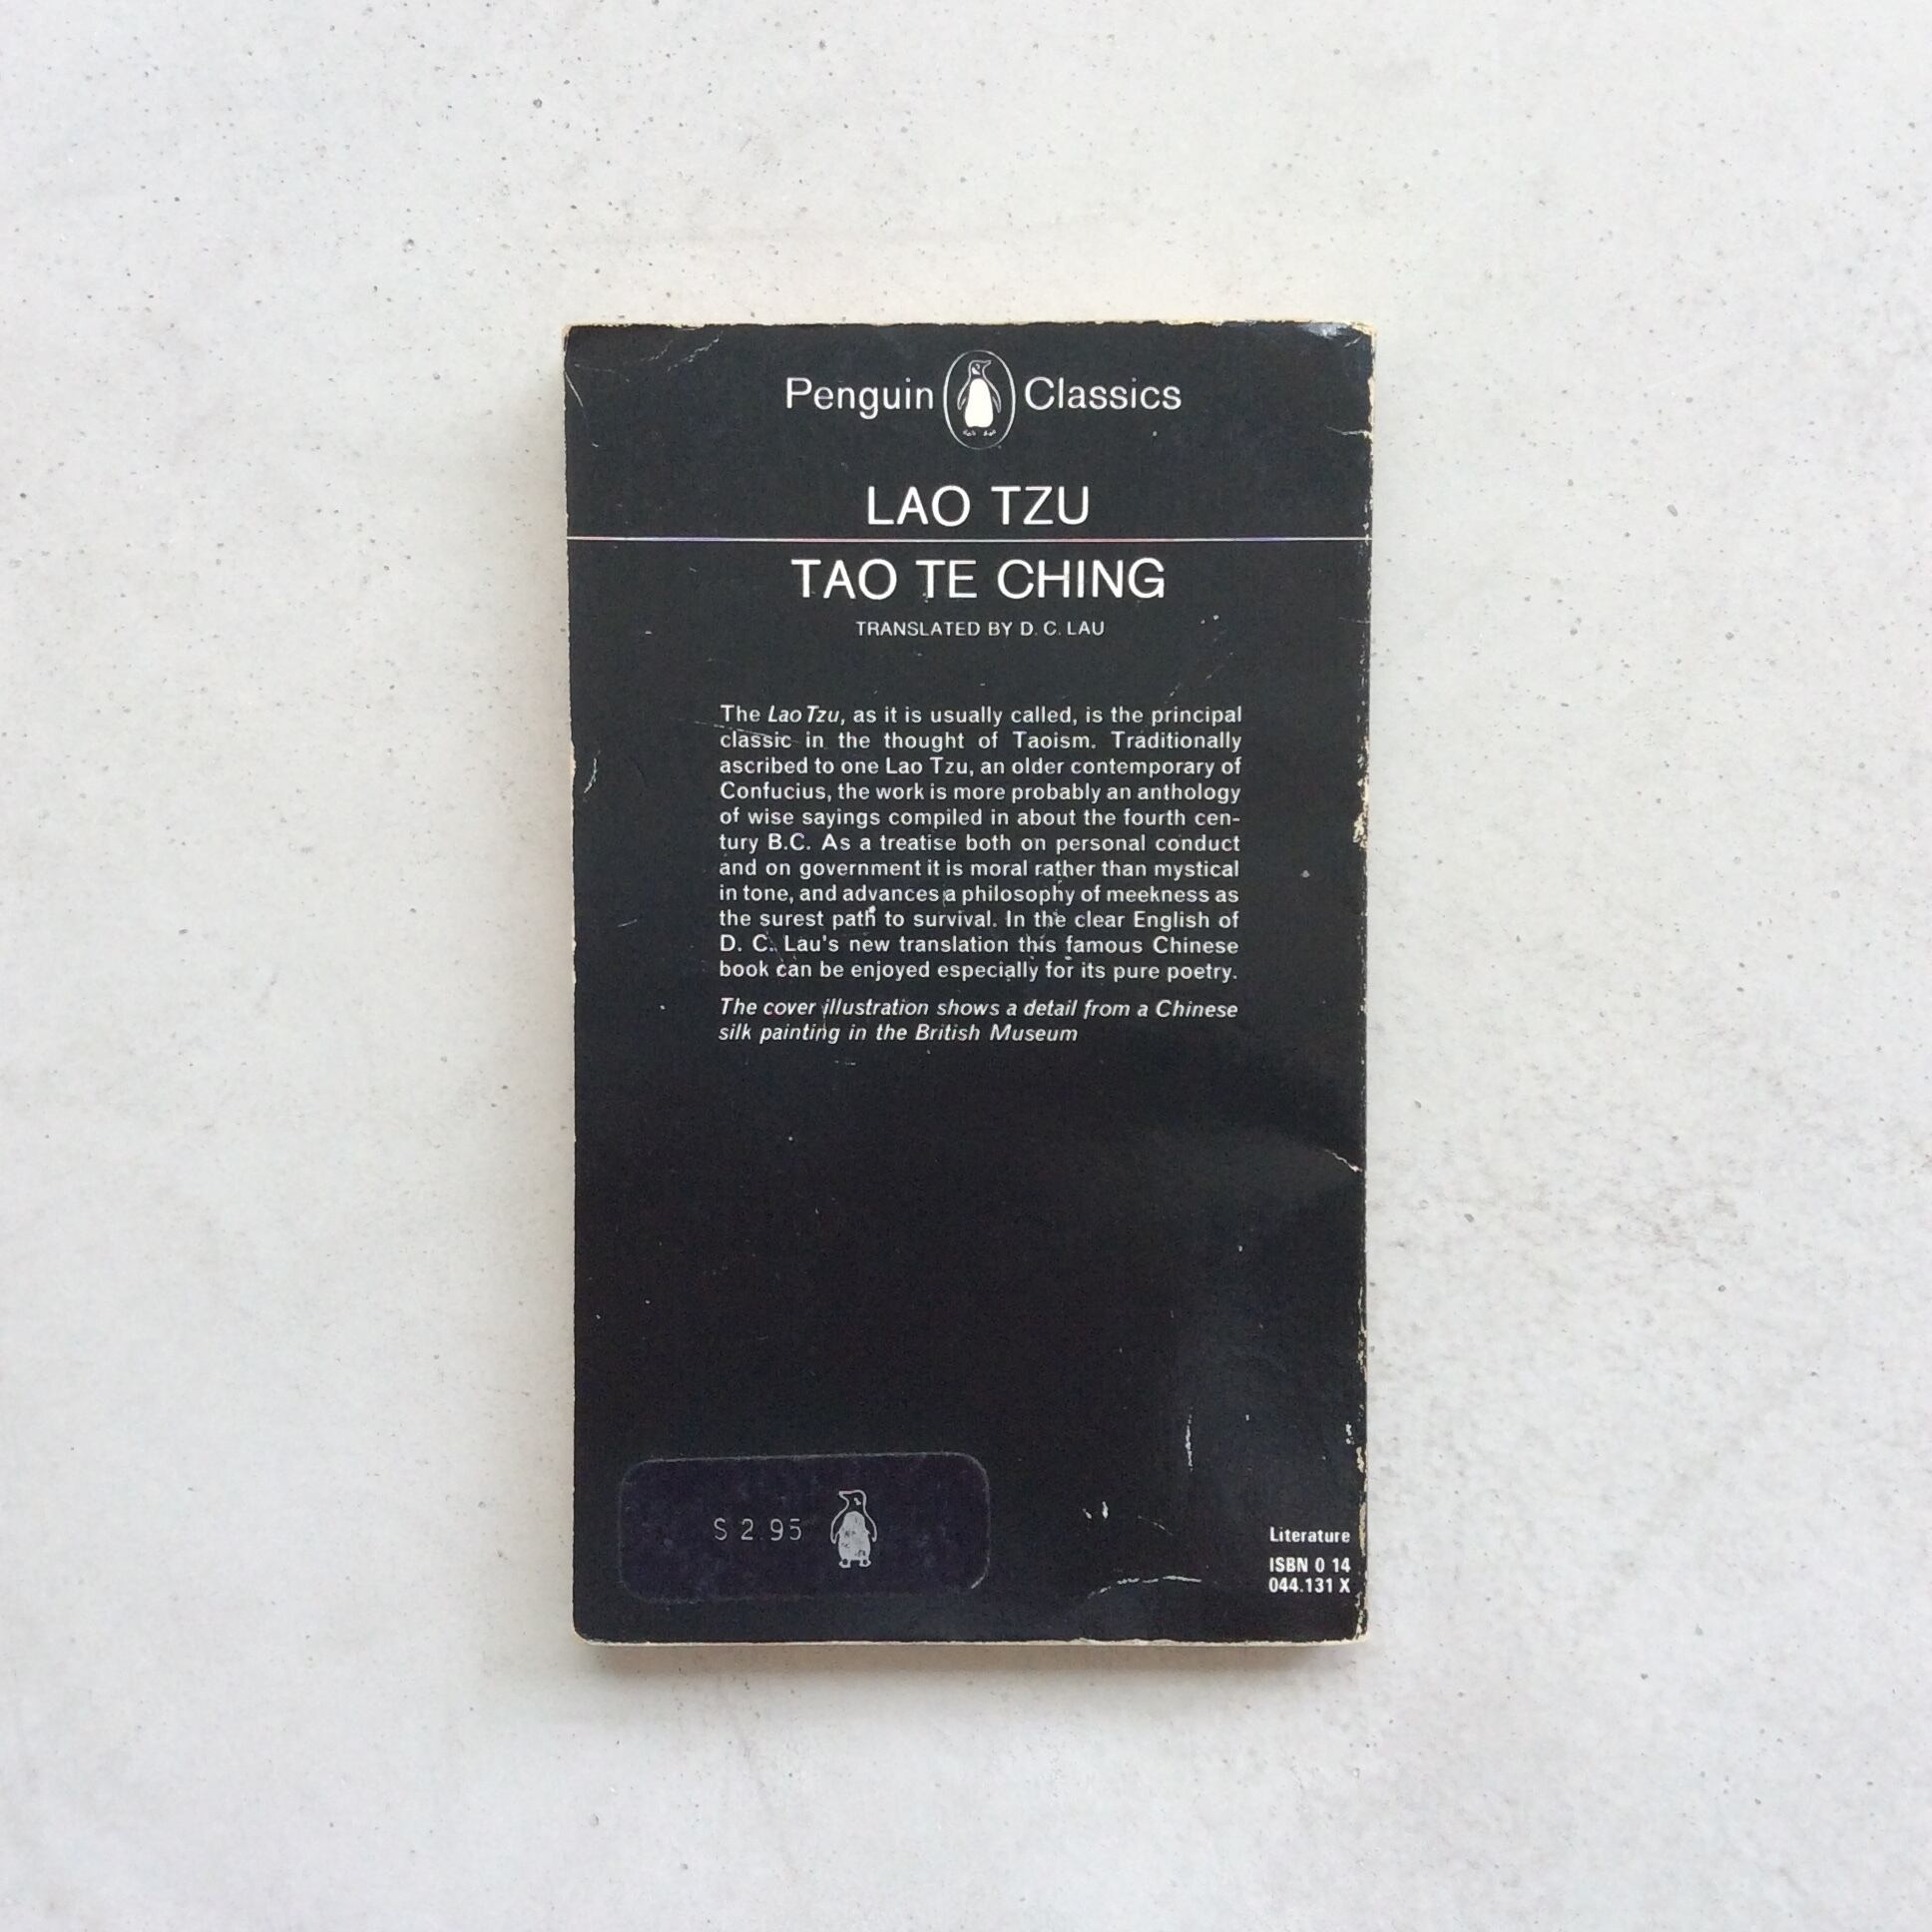 Penguin Classics
LAO TZU
TAO TE CHING
TRANSLATED BY D. C. LAU
The Lao Tzu, as it is usually called, is the principal
classic in the thought of Taoism. Traditionally
ascribed to one Lao Tzu, an older contemporary of
Confucius, the work is more probably an anthology
of wise sayings compiled in about the fourth cen-
tury B.C. As a treatise both on personal conduct
and on government it is moral rather than mystical
in tone, and advances a philosophy of meekness as
the surest path to survival. In the clear English of
D. C. Lau's new translation this famous Chinese
book can be enjoyed especially for its pure poetry.
The cover illustration shows a detail from a Chinese
silk painting in the British Museum
$ 2.95
Literature
ISBN 0 14
044.131 X